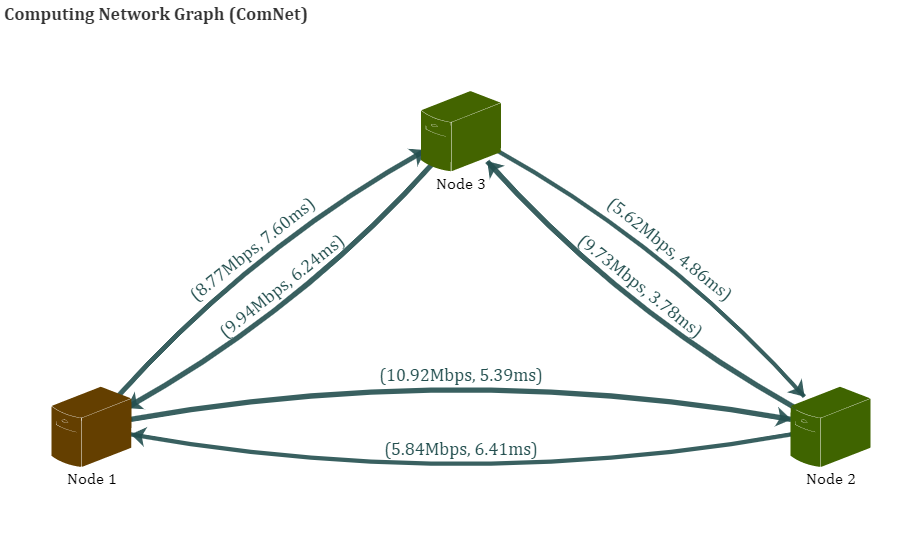 Computing Network Graph (ComNet)
Node 3
(8.77Mbps, 7.60ms)
(9.94Mbps, 6.24ms)
(5.62Mbps, 4.86ms)
(9.73Mbps, 3.78ms)
(10.92Mbps, 5.39ms)
(5.84Mbps, 6.41ms)
Node 1
Node 2